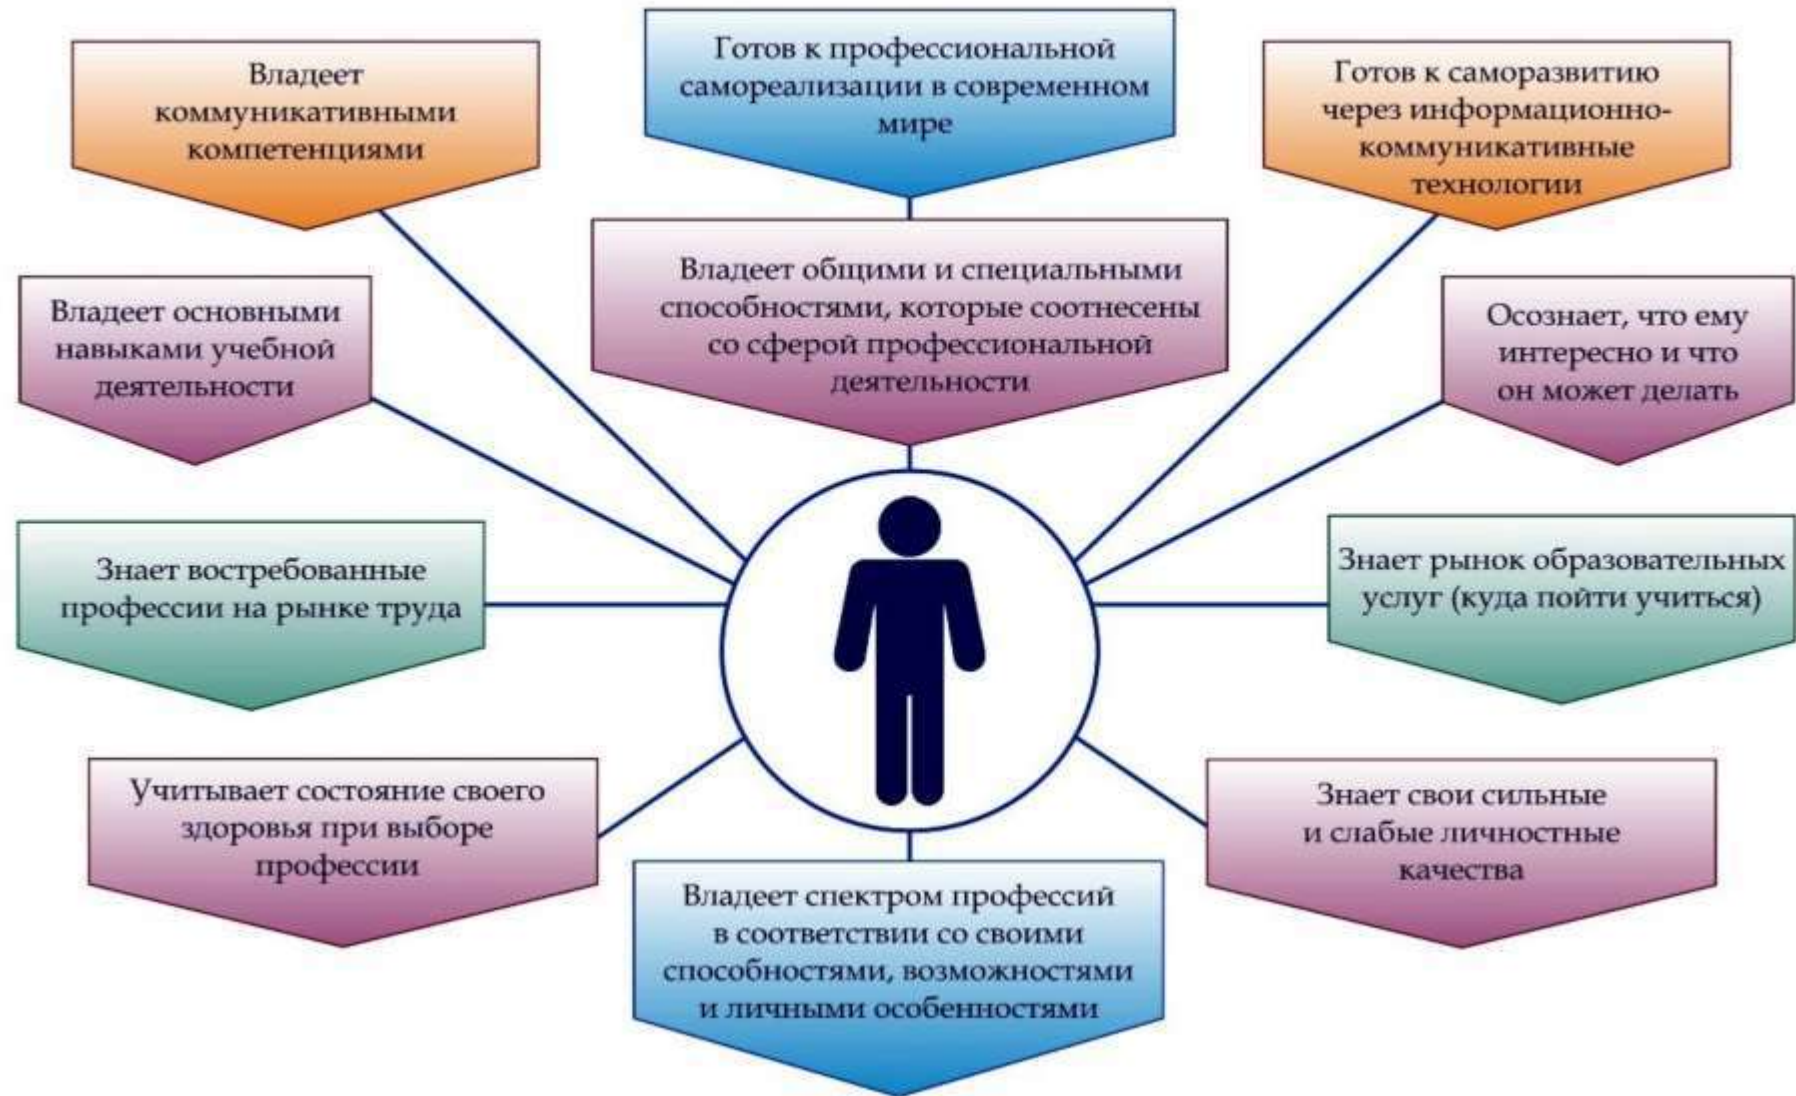 Владеет
коммуникативными
компетенциями
Готов к профессиональной
самореализации в современном
мире
Готов к саморазвитию
через информационно-
коммуникативные
технологии
Владеет основными
навыками учебной
деятельности
Владеет общими и специальными
способностями, которые соотнесены
со сферой профессиональной
деятельности
Осознает, что ему
интересно и что
он может делать
Знает востребованные
профессии на рынке труда
Знает рынок образовательных
услуг (куда пойти учиться)
Учитывает состояние своего
здоровья при выборе
профессии
Владеет спектром профессий
в соответствии со своими
способностями, возможностями
и личными особенностями
Знает свои сильные
и слабые личностные
качества